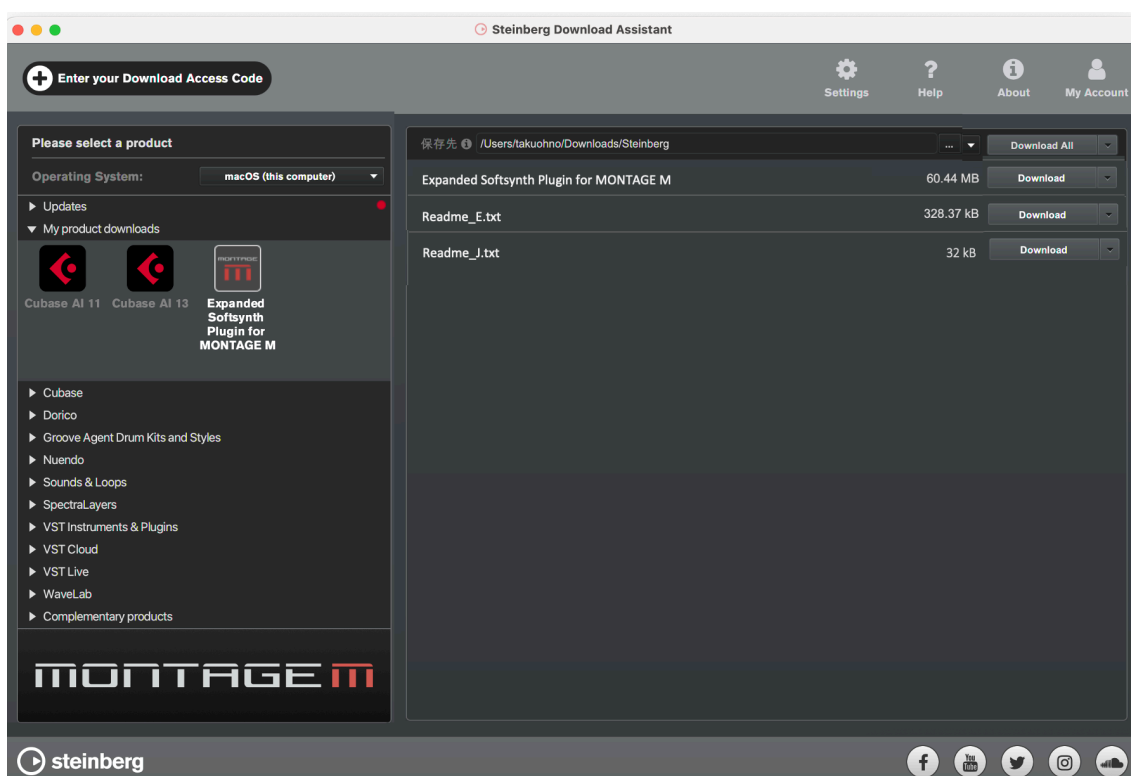 Steinberg Download Assistant
Enter your Download Access Code
Settings
Help
About
My Account
Please select a product
Operating System: macOS (this computer)
Updates
My product downloads
Cubase AI 11
Cubase AI 13
MONTAGE
M
Expanded
Softsynth
Plugin for
MONTAGE M
Cubase
Dorico
Groove Agent Drum Kits and Styles
Nuendo
Sounds & Loops
SpectraLayers
VST Instruments & Plugins
VST Cloud
VST Live
WaveLab
Complementary products
MONTAGE M
保存先 /Users/takuohno/Downloads/Steinberg ... Download All
Expanded Softsynth Plugin for MONTAGE M 60.44 MB Download
Readme_E.txt 328.37 kB Download
Readme_J.txt 32 kB Download
steinberg
You
Tube